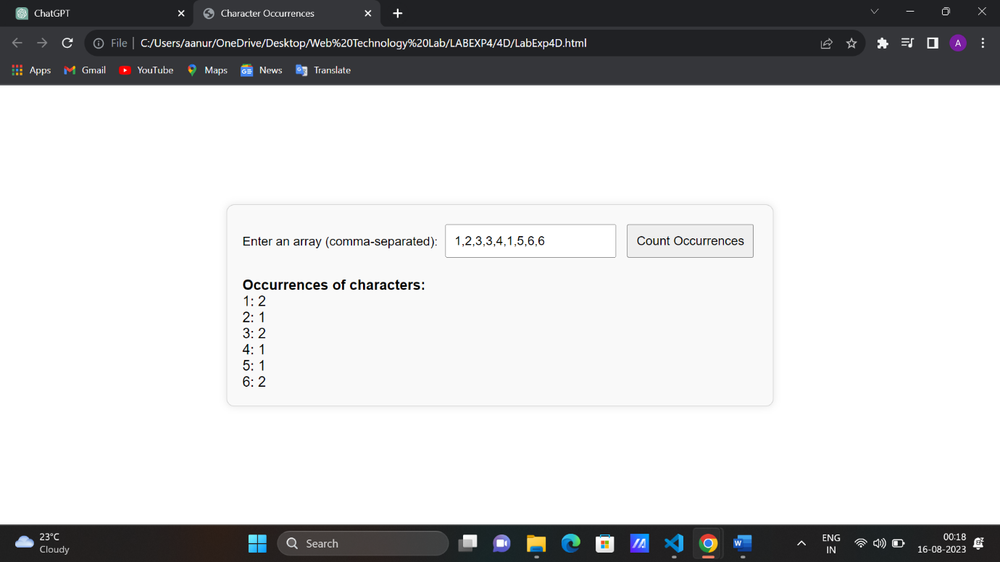 ChatGPT
Character Occurrences
File
C:/Users/aanur/OneDrive/Desktop/Web%20Technology%20Lab/LABEXP4/4D/LabExp4D.html
A
Apps
Gmail
YouTube
Maps
GE
News
Translate
Enter an array (comma-separated):
1,2,3,3,4,1,5,6,6
Count Occurrences
Occurrences of characters:
1: 2
2: 1
3: 2
4: 1
5: 1
6: 2
23°C
Cloudy
Search
W
ENG
IN
00:18
16-08-2023